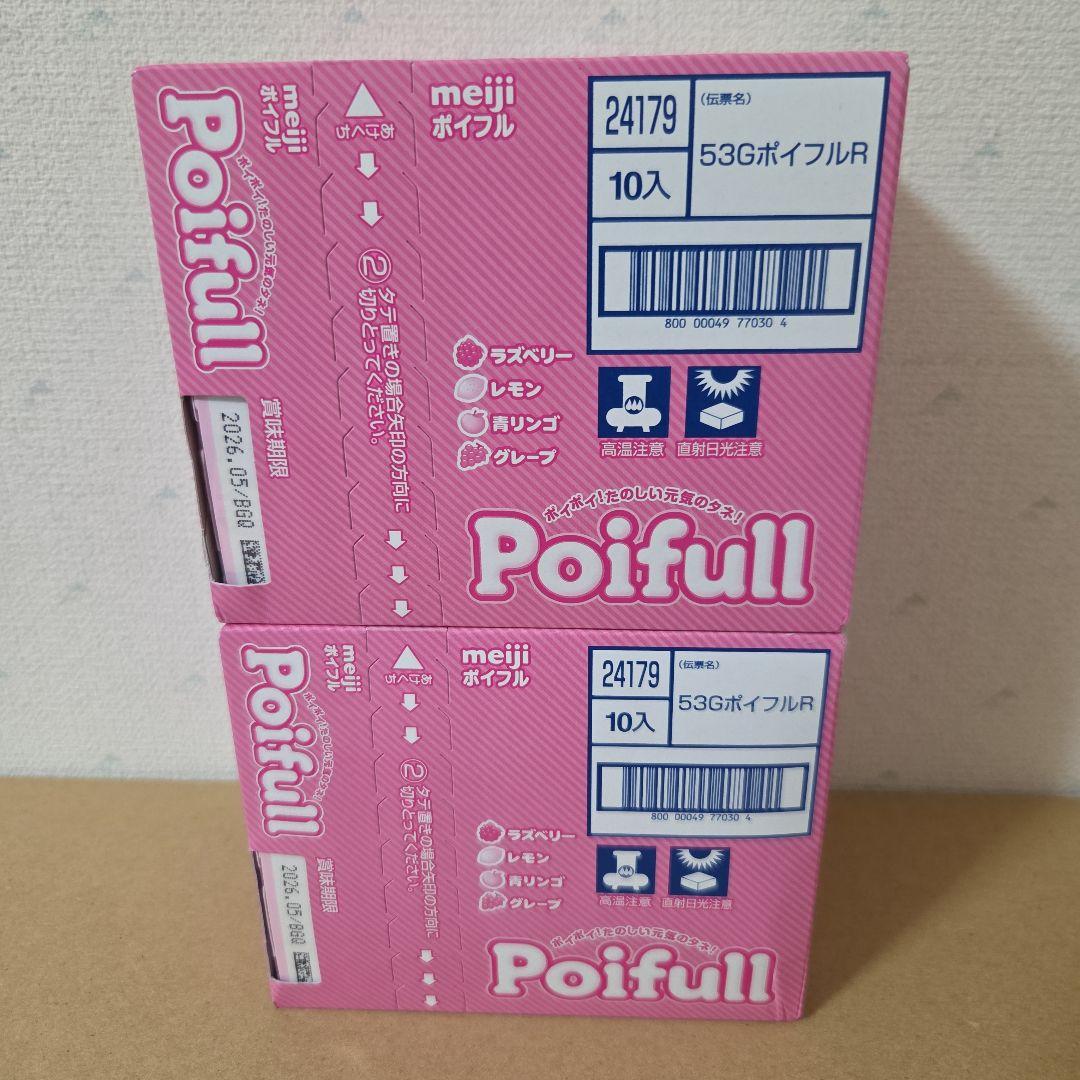 meiji
ポイフル
Poifull
ポイポイ!たのしい元気のタネ!
賞味期限
2026.05/BGQ
あけくち
②タテ置きの場合矢印の方向に
切りとってください。
meiji
ポイフル
24179
(伝票名)
53GポイフルR
10入
800 00049 77030 4
ラズベリー
レモン
青リンゴ
グレープ
高温注意
直射日光注意
ポイポイ!たのしい元気のタネ!
Poifull
meiji
ポイフル
Poifull
ポイポイ!たのしい元気のタネ!
賞味期限
2026.05/BGQ
あけくち
②タテ置きの場合矢印の方向に
切りとってください。
meiji
ポイフル
24179
(伝票名)
53GポイフルR
10入
800 00049 77030 4
ラズベリー
レモン
青リンゴ
グレープ
高温注意
直射日光注意
ポイポイ!たのしい元気のタネ!
Poifull